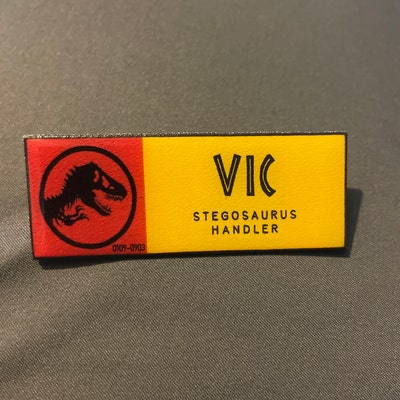 VIC
STEGOSAURUS
HANDLER
0109-0903